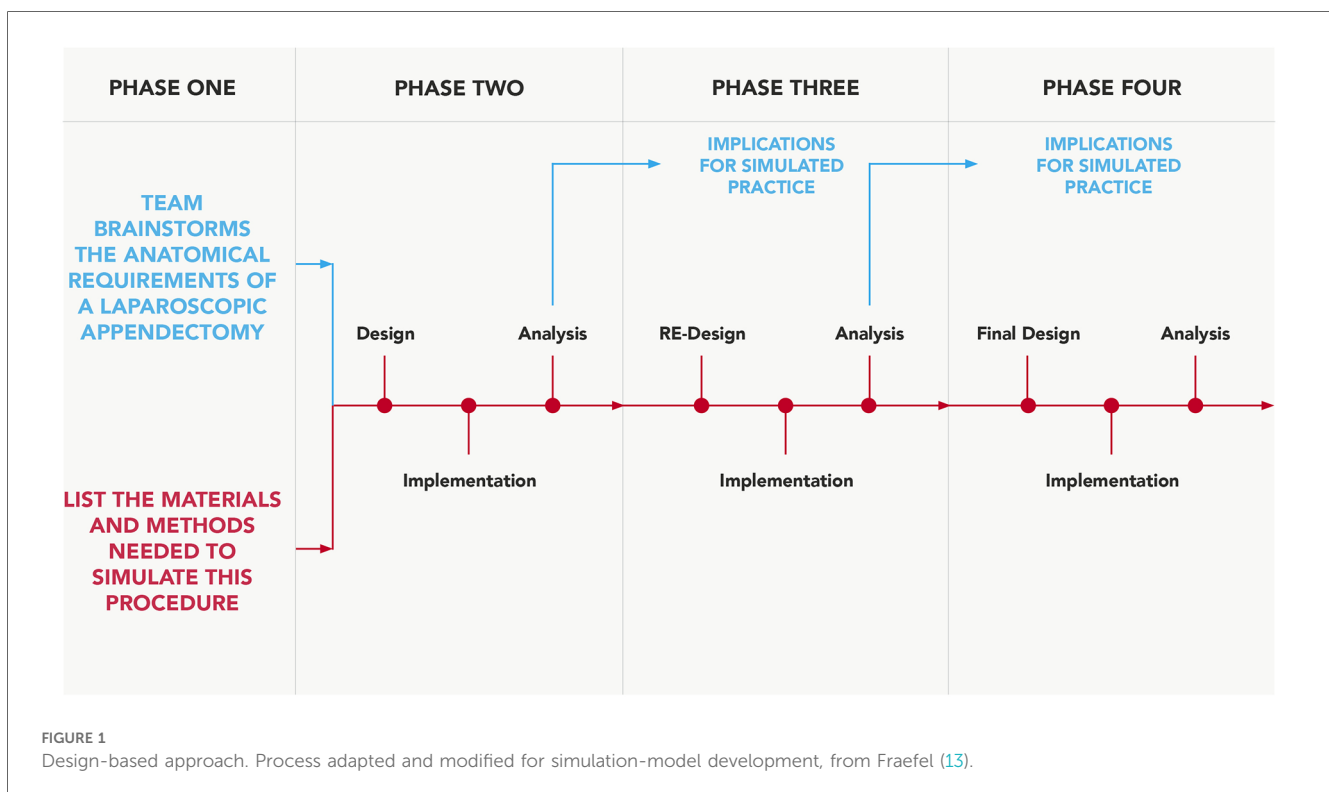 PHASE ONE
PHASE TWO
PHASE THREE
PHASE FOUR
TEAM
BRAINSTORMS
THE ANATOMICAL
REQUIREMENTS OF
A LAPAROSCOPIC
APPENDECTOMY
LIST THE MATERIALS
AND METHODS
NEEDED TO
SIMULATE THIS
PROCEDURE
Design
Analysis
Implementation
IMPLICATIONS
FOR SIMULATED
PRACTICE
RE-Design
Analysis
Implementation
IMPLICATIONS
FOR SIMULATED
PRACTICE
Final Design
Analysis
Implementation
FIGURE 1
Design-based approach. Process adapted and modified for simulation-model development, from Fraefel (13).